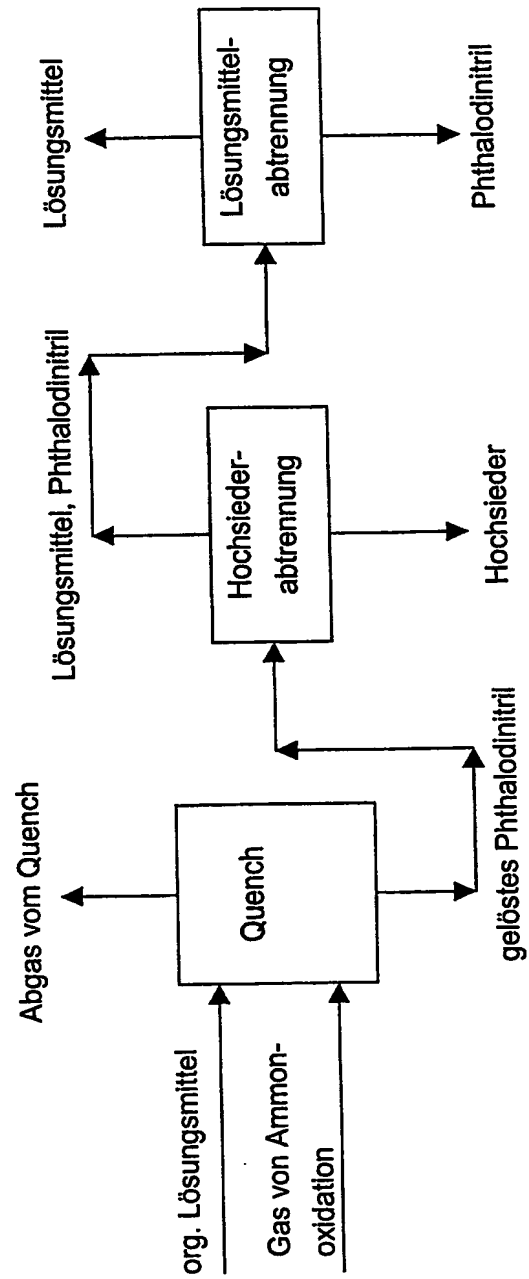 org. Lösungsmittel
Gas von Ammon-
oxidation
Abgas vom Quench
Quench
gelöstes Phthalodinitril
Lösungsmittel, Phthalodinitril
Hochsieder-
abtrennung
Hochsieder
Lösungsmittel
Lösungsmittel-
abtrennung
Phthalodinitril